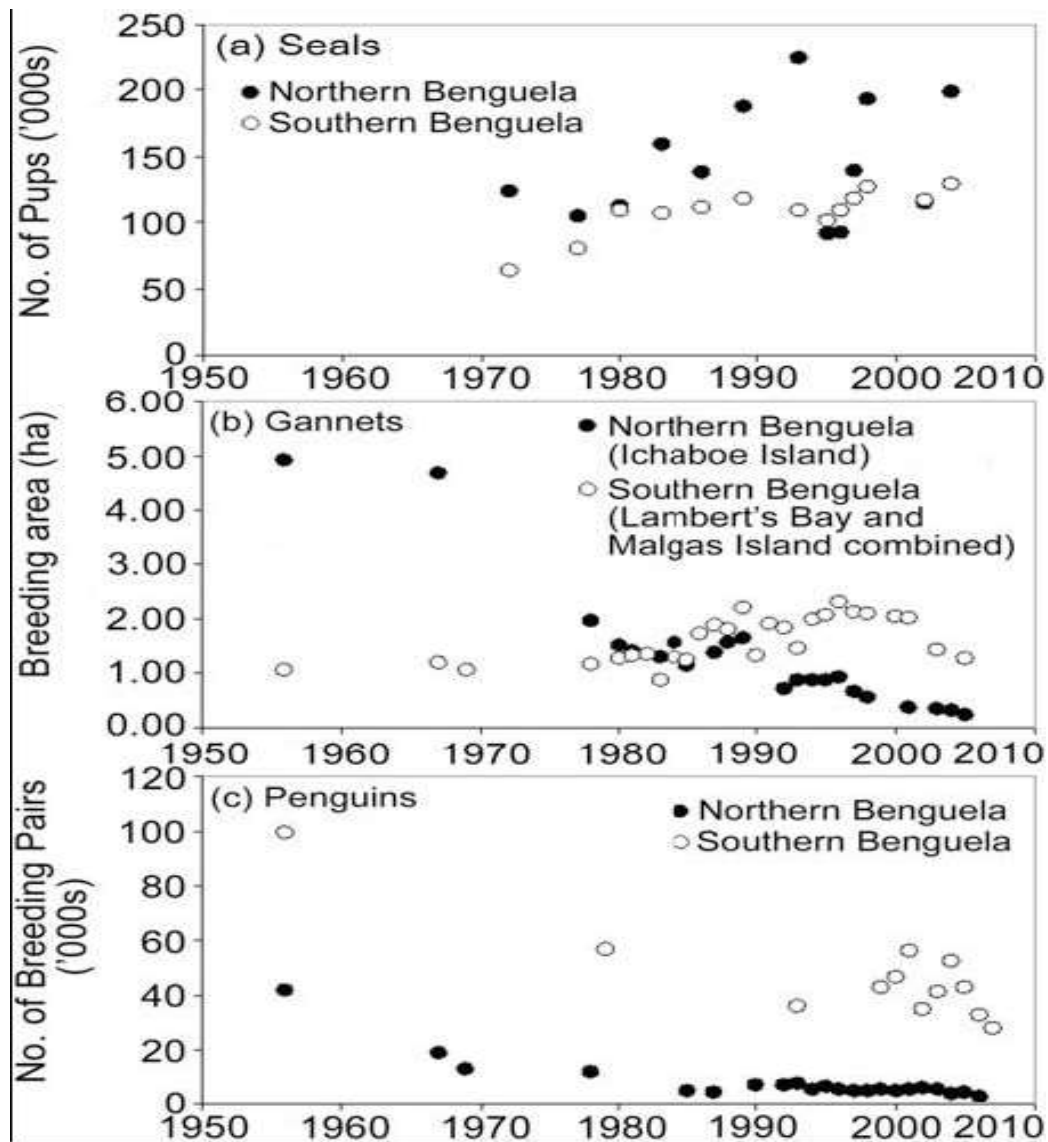 No. of Pups ('000s)
250
200
150
100
50
0
(a) Seals
Northern Benguela
Southern Benguela
1950 1960 1970 1980 1990 2000 2010
Breeding area (ha)
6.00
5.00
4.00
3.00
2.00
1.00
0.00
(b) Gannets
Northern Benguela
(Ichaboe Island)
Southern Benguela
(Lambert's Bay and
Malgas Island combined)
1950 1960 1970 1980 1990 2000 2010
No. of Breeding Pairs
('000s)
120
100
80
60
40
20
0
(c) Penguins
Northern Benguela
Southern Benguela
1950 1960 1970 1980 1990 2000 2010